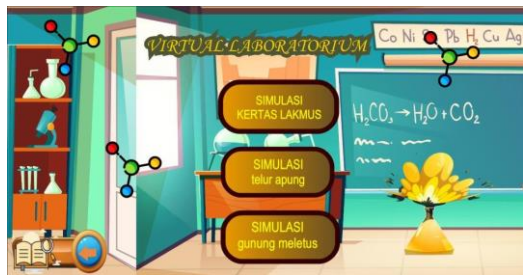 VIRTUAL LABORATORIUM
Co Ni Pb H₂ Cu Ag
SIMULASI
KERTAS LAKMUS
H₂CO₃→H₂O+CO₂
SIMULASI
telur apung
SIMULASI
gunung meletus